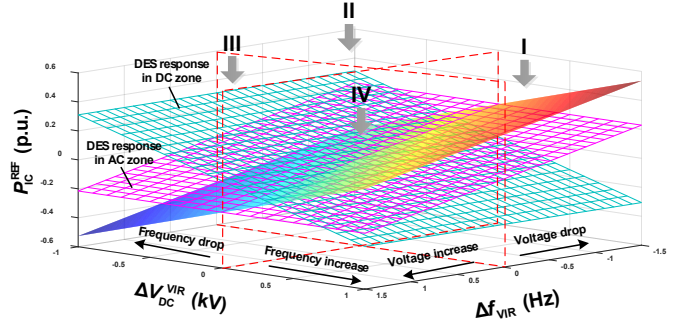 II
III
I
IV
DES response
in DC zone
DES response
in AC zone
P_IC^REF (p.u.)
0.6
0.4
0.2
0
-0.2
-0.4
-0.6
Frequency drop
Frequency increase
Voltage increase
Voltage drop
-1
-0.5
0
0.5
1
1.5
1
0.5
0
-0.5
-1
-1.5
ΔV_DC^VIR (kV)
Δf_VIR (Hz)